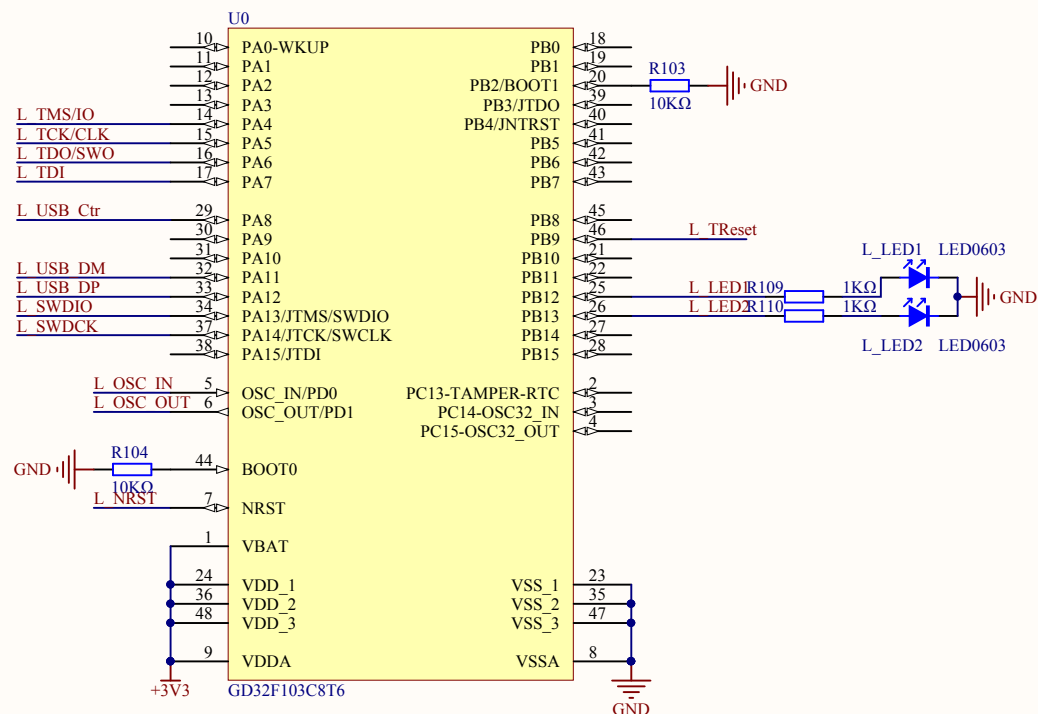 U0
10 PA0-WKUP PB0 18
11 PA1 PB1 19
12 PA2 PB2/BOOT1 20 R103 10KΩ GND
13 PA3 PB3/JTDO 39
L_TMS/IO 14 PA4 PB4/JNTRST 40
L_TCK/CLK 15 PA5 PB5 41
L_TDO/SWO 16 PA6 PB6 42
L_TDI 17 PA7 PB7 43
L_USB_Ctr 29 PA8 PB8 45
30 PA9 PB9 46 L_TReset
31 PA10 PB10 21
L_LED1 LED0603
L_USB_DM 32 PA11 PB11 22
L_USB_DP 33 PA12 PB12 25 L_LED1 R109 1KΩ GND
L_SWDIO 34 PA13/JTMS/SWDIO PB13 26 L_LED2 R110 1KΩ
L_SWDCK 37 PA14/JTCK/SWCLK PB14 27
L_LED2 LED0603
38 PA15/JTDI PB15 28
L_OSC_IN 5 OSC_IN/PD0 PC13-TAMPER-RTC 2
L_OSC_OUT 6 OSC_OUT/PD1 PC14-OSC32_IN 3
PC15-OSC32_OUT 4
GND R104 10KΩ 44 BOOT0
L_NRST 7 NRST
1 VBAT
24 VDD_1 VSS_1 23
36 VDD_2 VSS_2 35
48 VDD_3 VSS_3 47
9 VDDA VSSA 8
+3V3 GD32F103C8T6 GND